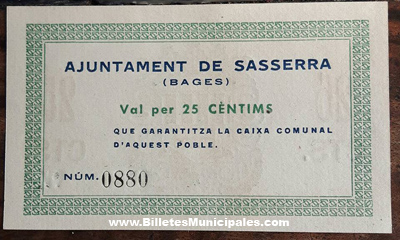 AJUNTAMENT DE SASSERRA
(BAGES)
Val per 25 CÈNTIMS
QUE GARANTITZA LA CAIXA COMUNAL
D'AQUEST POBLE.
NÚM. 0880
www.BilletesMunicipales.com